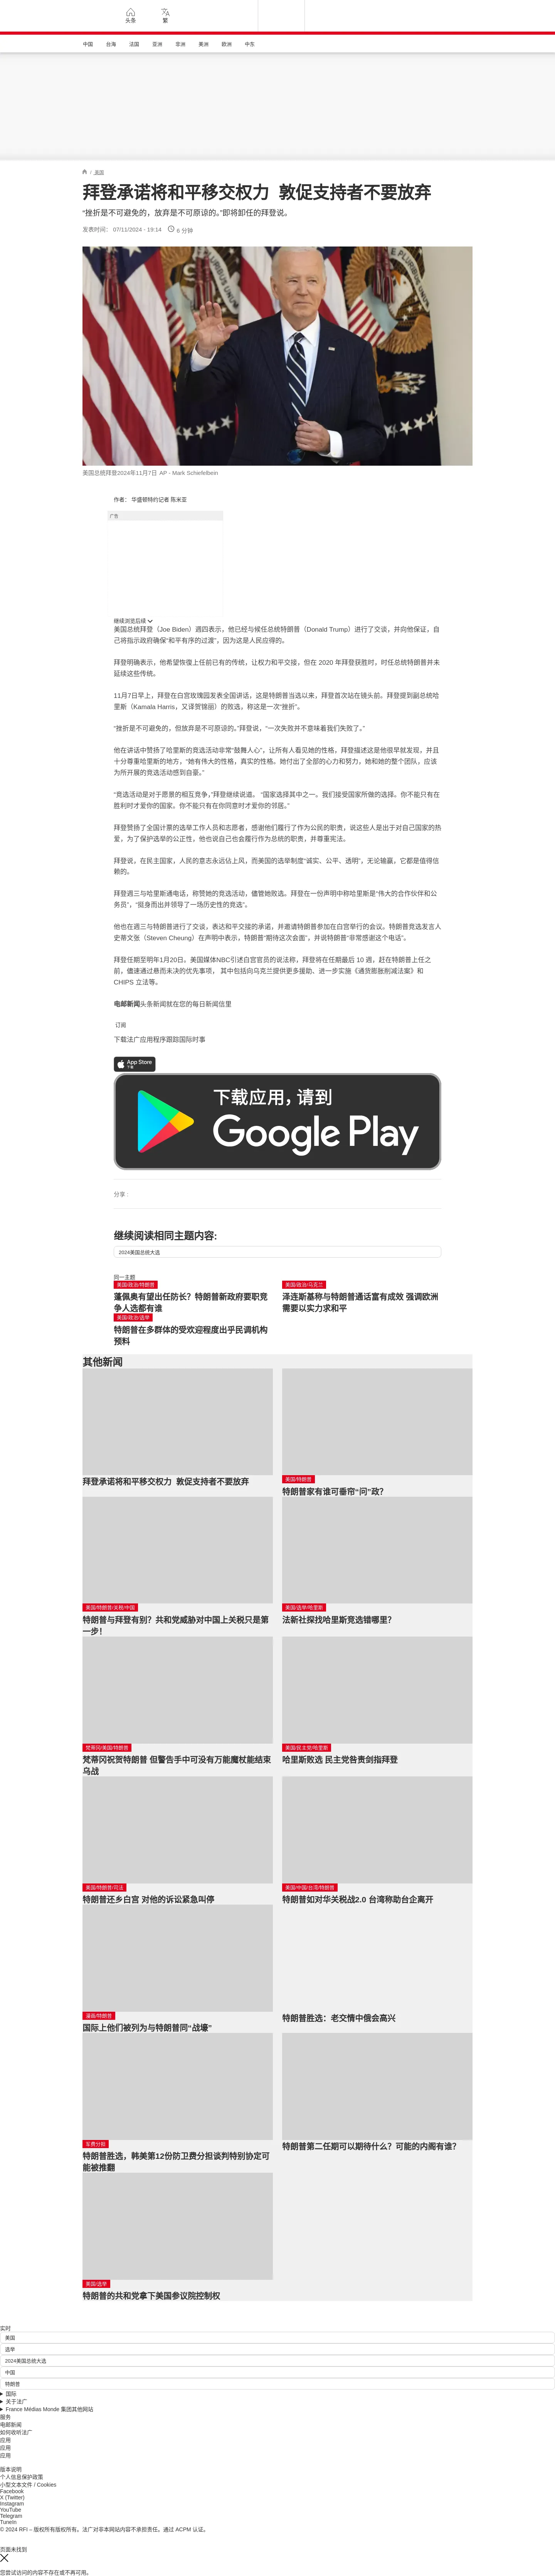 头条
繁
中国
台海
法国
亚洲
非洲
美洲
欧洲
中东
/ 美国
拜登承诺将和平移交权力 敦促支持者不要放弃
“挫折是不可避免的，放弃是不可原谅的。”即将卸任的拜登说。
发表时间： 07/11/2024 - 19:14
6 分钟
美国总统拜登2024年11月7日 AP - Mark Schiefelbein
作者： 华盛顿特约记者 陈米亚
广告
继续浏览后续
美国总统拜登（Joe Biden）週四表示，他已经与候任总统特朗普（Donald Trump）进行了交谈，并向他保证，自
己将指示政府确保“和平有序的过渡”，因为这是人民应得的。
拜登明确表示，他希望恢復上任前已有的传统，让权力和平交接，但在 2020 年拜登获胜时，时任总统特朗普并未
延续这些传统。
11月7日早上，拜登在白宫玫瑰园发表全国讲话，这是特朗普当选以来，拜登首次站在镜头前。拜登提到副总统哈
里斯（Kamala Harris，又译贺锦丽）的败选，称这是一次“挫折”。
“挫折是不可避免的，但放弃是不可原谅的。”拜登说，“一次失败并不意味着我们失败了。”
他在讲话中赞扬了哈里斯的竞选活动非常“鼓舞人心”，让所有人看见她的性格，拜登描述这是他很早就发现，并且
十分尊重哈里斯的地方，“她有伟大的性格，真实的性格。她付出了全部的心力和努力，她和她的整个团队，应该
为所开展的竞选活动感到自豪。”
“竞选活动是对于愿景的相互竞争，”拜登继续说道。 “国家选择其中之一。我们接受国家所做的选择。你不能只有在
胜利时才爱你的国家。你不能只有在你同意时才爱你的邻居。”
拜登赞扬了全国计票的选举工作人员和志愿者，感谢他们履行了作为公民的职责，说这些人是出于对自己国家的热
爱，为了保护选举的公正性，他也说自己也会履行作为总统的职责，并尊重宪法。
拜登说，在民主国家，人民的意志永远佔上风，而美国的选举制度“诚实、公平、透明”，无论输赢，它都是值得信
赖的。
拜登週三与哈里斯通电话，称赞她的竞选活动，儘管她败选。拜登在一份声明中称哈里斯是“伟大的合作伙伴和公
务员”，“挺身而出并领导了一场历史性的竞选”。
他也在週三与特朗普进行了交谈，表达和平交接的承诺，并邀请特朗普参加在白宫举行的会议。特朗普竞选发言人
史蒂文张（Steven Cheung）在声明中表示，特朗普“期待这次会面”，并说特朗普“非常感谢这个电话”。
拜登任期至明年1月20日。美国媒体NBC引述白宫官员的说法称，拜登将在任期最后 10 週，赶在特朗普上任之
前，儘速通过悬而未决的优先事项， 其中包括向乌克兰提供更多援助、进一步实施《通货膨胀削减法案》和
CHIPS 立法等。
电邮新闻头条新闻就在您的每日新闻信里
订阅
下载法广应用程序跟踪国际时事
App Store
下载
下载应用，请到
Google Play
分享 :
继续阅读相同主题内容:
2024美国总统大选
同一主题
美国/政治/特朗普
蓬佩奥有望出任防长？特朗普新政府要职竞
争人选都有谁
美国/政治/乌克兰
泽连斯基称与特朗普通话富有成效 强调欧洲
需要以实力求和平
美国/政治/选举
特朗普在多群体的受欢迎程度出乎民调机构
预料
其他新闻
拜登承诺将和平移交权力 敦促支持者不要放弃
美国/特朗普
特朗普家有谁可垂帘“问”政？
美国/特朗普/关税/中国
特朗普与拜登有别？共和党威胁对中国上关税只是第
一步！
美国/选举/哈里斯
法新社探找哈里斯竞选错哪里？
梵蒂冈/美国/特朗普
梵蒂冈祝贺特朗普 但警告手中可没有万能魔杖能结束
乌战
美国/民主党/哈里斯
哈里斯败选 民主党咎责剑指拜登
美国/特朗普/司法
特朗普还乡白宫 对他的诉讼紧急叫停
美国/中国/台湾/特朗普
特朗普如对华关税战2.0 台湾称助台企离开
漫画/特朗普
国际上他们被列为与特朗普同“战壕”
特朗普胜选：老交情中俄会高兴
军费分担
特朗普胜选，韩美第12份防卫费分担谈判特别协定可
能被推翻
特朗普第二任期可以期待什么？可能的内阁有谁？
美国/选举
特朗普的共和党拿下美国参议院控制权
实时
美国
选举
2024美国总统大选
中国
特朗普
国际
关于法广
France Médias Monde 集团其他网站
服务
电邮新闻
如何收听法广
应用
应用
应用
版本说明
个人信息保护政策
小型文本文件 / Cookies
Facebook
X (Twitter)
Instagram
YouTube
Telegram
TuneIn
© 2024 RFI – 版权所有版权所有。法广对非本网站内容不承担责任。通过 ACPM 认证。
页面未找到
您尝试访问的内容不存在或不再可用。